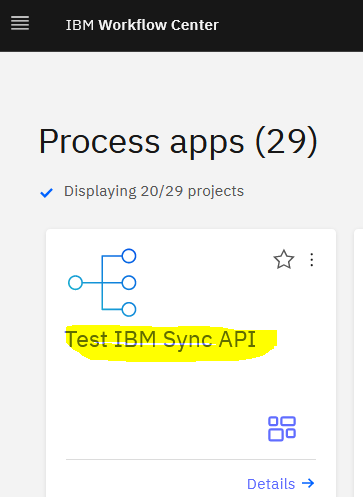 IBM Workflow Center
Process apps (29)
Displaying 20/29 projects
Test IBM Sync API
Details